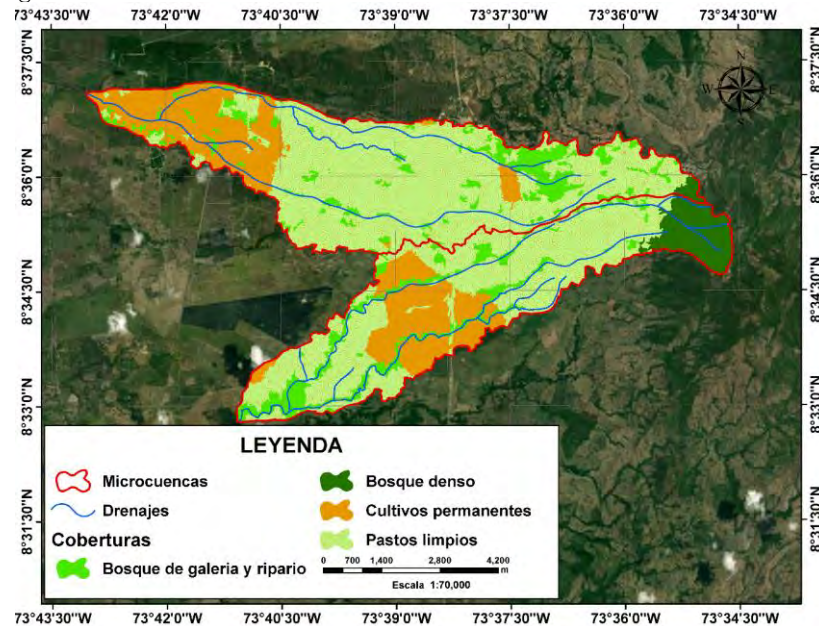 73°43'30"W 73°42'0"W 73°40'30"W 73°39'0"W 73°37'30"W 73°36'0"W 73°34'30"W
8°37'30"N 8°37'30"N
N
W E
S
8°36'0"N 8°36'0"N
8°34'30"N 8°34'30"N
8°33'0"N 8°33'0"N
8°31'30"N 8°31'30"N
LEYENDA
Microcuencas
Drenajes
Coberturas
Bosque de galeria y ripario
Bosque denso
Cultivos permanentes
Pastos limpios
0 700 1,400 2,800 4,200
m
Escala 1:70,000
73°43'30"W 73°42'0"W 73°40'30"W 73°39'0"W 73°37'30"W 73°36'0"W 73°34'30"W